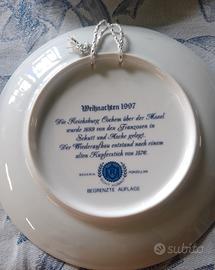 Weihnachten 1997
Die Reichsburg Cochem über der Mosel
wurde 1689 von den Franzosen in
Schutt und Asche gelegt.
Der Wiederaufbau entstand nach einem
alten Kupferstich von 1576.
BAVARIA PORZELLAN
BEGRENZTE AUFLAGE
subito